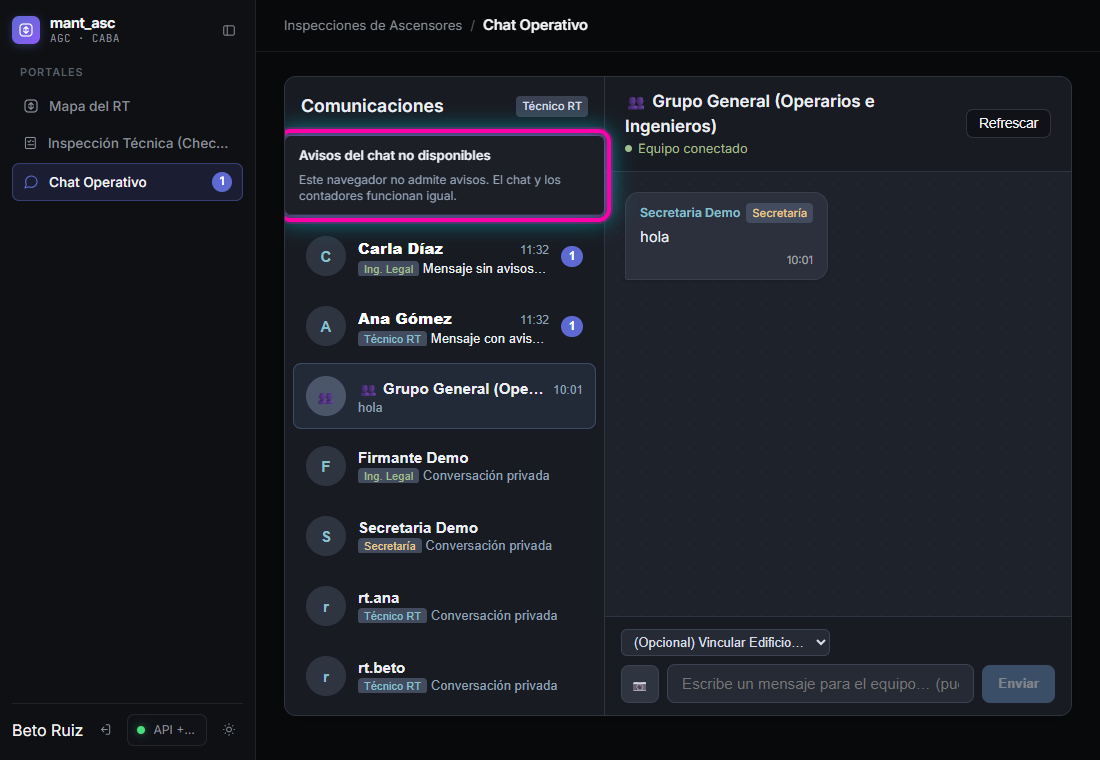 mant_asc
AGC · CABA
PORTALES
Mapa del RT
Inspección Técnica (Chec...
Chat Operativo 1
Beto Ruiz
API +...
Inspecciones de Ascensores / Chat Operativo
Comunicaciones
Técnico RT
Avisos del chat no disponibles
Este navegador no admite avisos. El chat y los
contadores funcionan igual.
C
Carla Díaz 11:32
Ing. Legal Mensaje sin avisos... 1
A
Ana Gómez 11:32
Técnico RT Mensaje con avis... 1
Grupo General (Ope... 10:01
hola
F
Firmante Demo
Ing. Legal Conversación privada
S
Secretaria Demo
Secretaría Conversación privada
r
rt.ana
Técnico RT Conversación privada
r
rt.beto
Técnico RT Conversación privada
Grupo General (Operarios e
Ingenieros)
Equipo conectado
Refrescar
Secretaria Demo Secretaría
hola
10:01
(Opcional) Vincular Edificio...
Escribe un mensaje para el equipo... (pu
Enviar